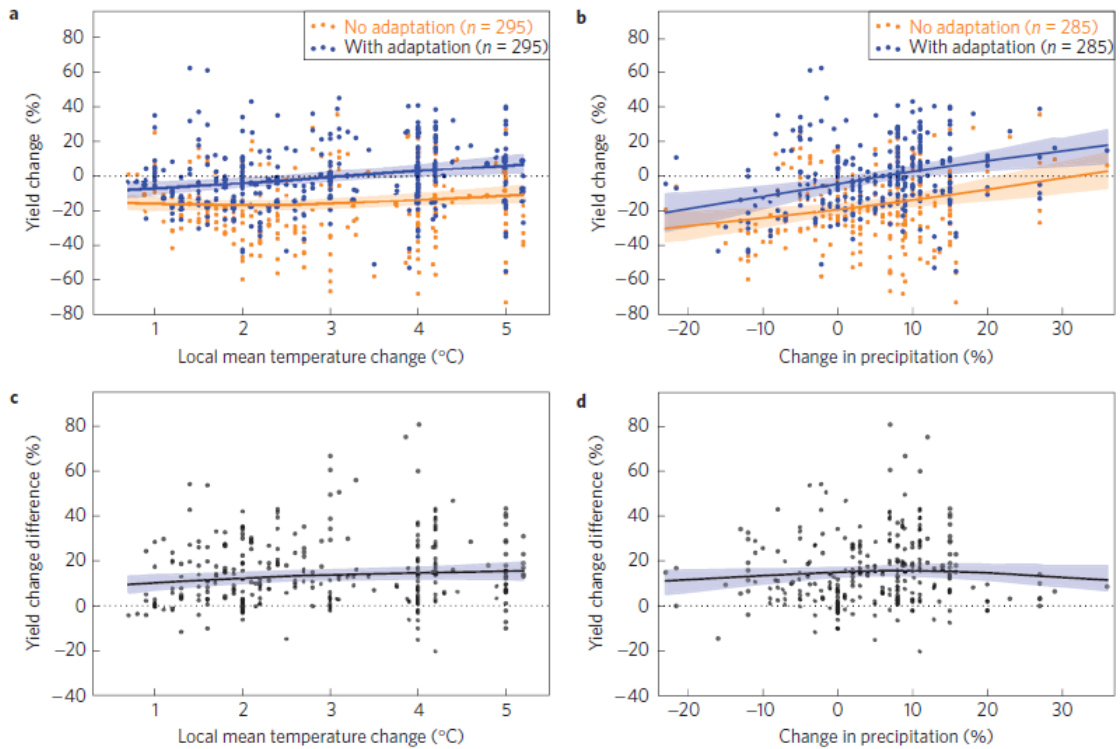 a
No adaptation (n = 295)
With adaptation (n = 295)
80
60
40
20
0
−20
−40
−60
−80
Yield change (%)
1 2 3 4 5
Local mean temperature change (°C)
b
No adaptation (n = 285)
With adaptation (n = 285)
80
60
40
20
0
−20
−40
−60
−80
Yield change (%)
−20 −10 0 10 20 30
Change in precipitation (%)
c
80
60
40
20
0
−20
−40
Yield change difference (%)
1 2 3 4 5
Local mean temperature change (°C)
d
80
60
40
20
0
−20
−40
Yield change difference (%)
−20 −10 0 10 20 30
Change in precipitation (%)